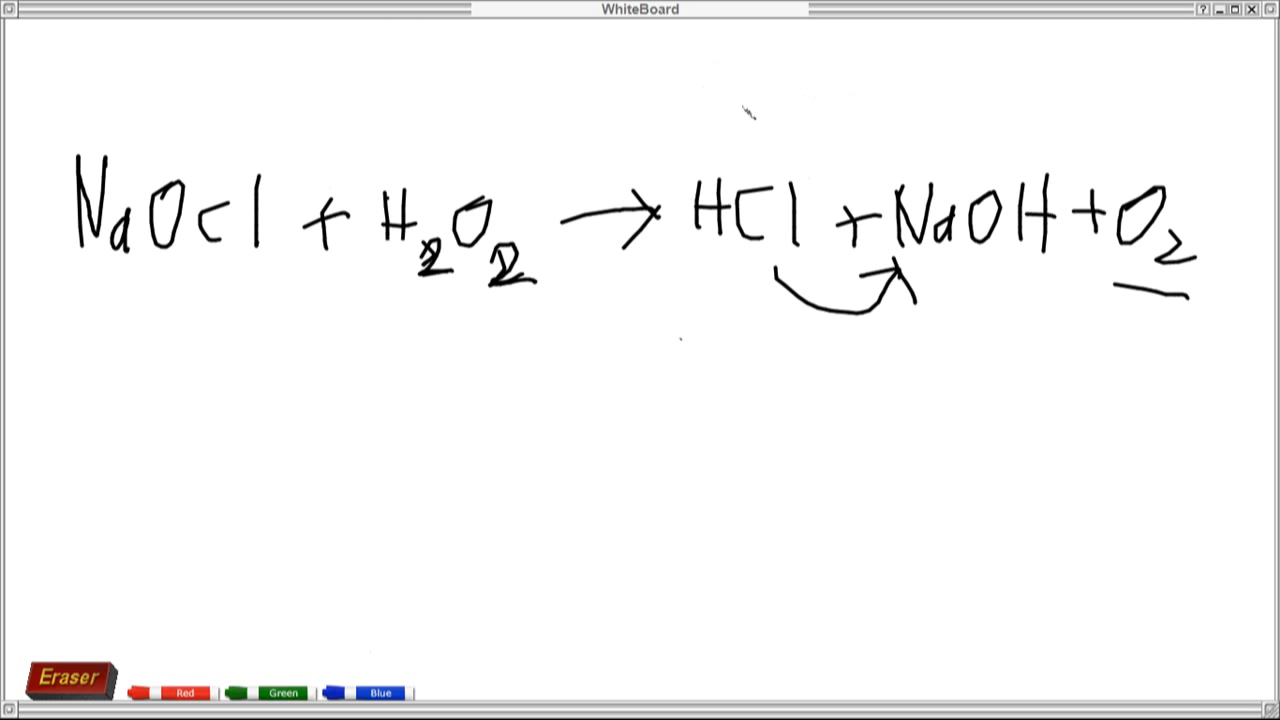 WhiteBoard
NaOCl + H₂O₂ → HCl + NaOH + O₂
Eraser
Red
Green
Blue